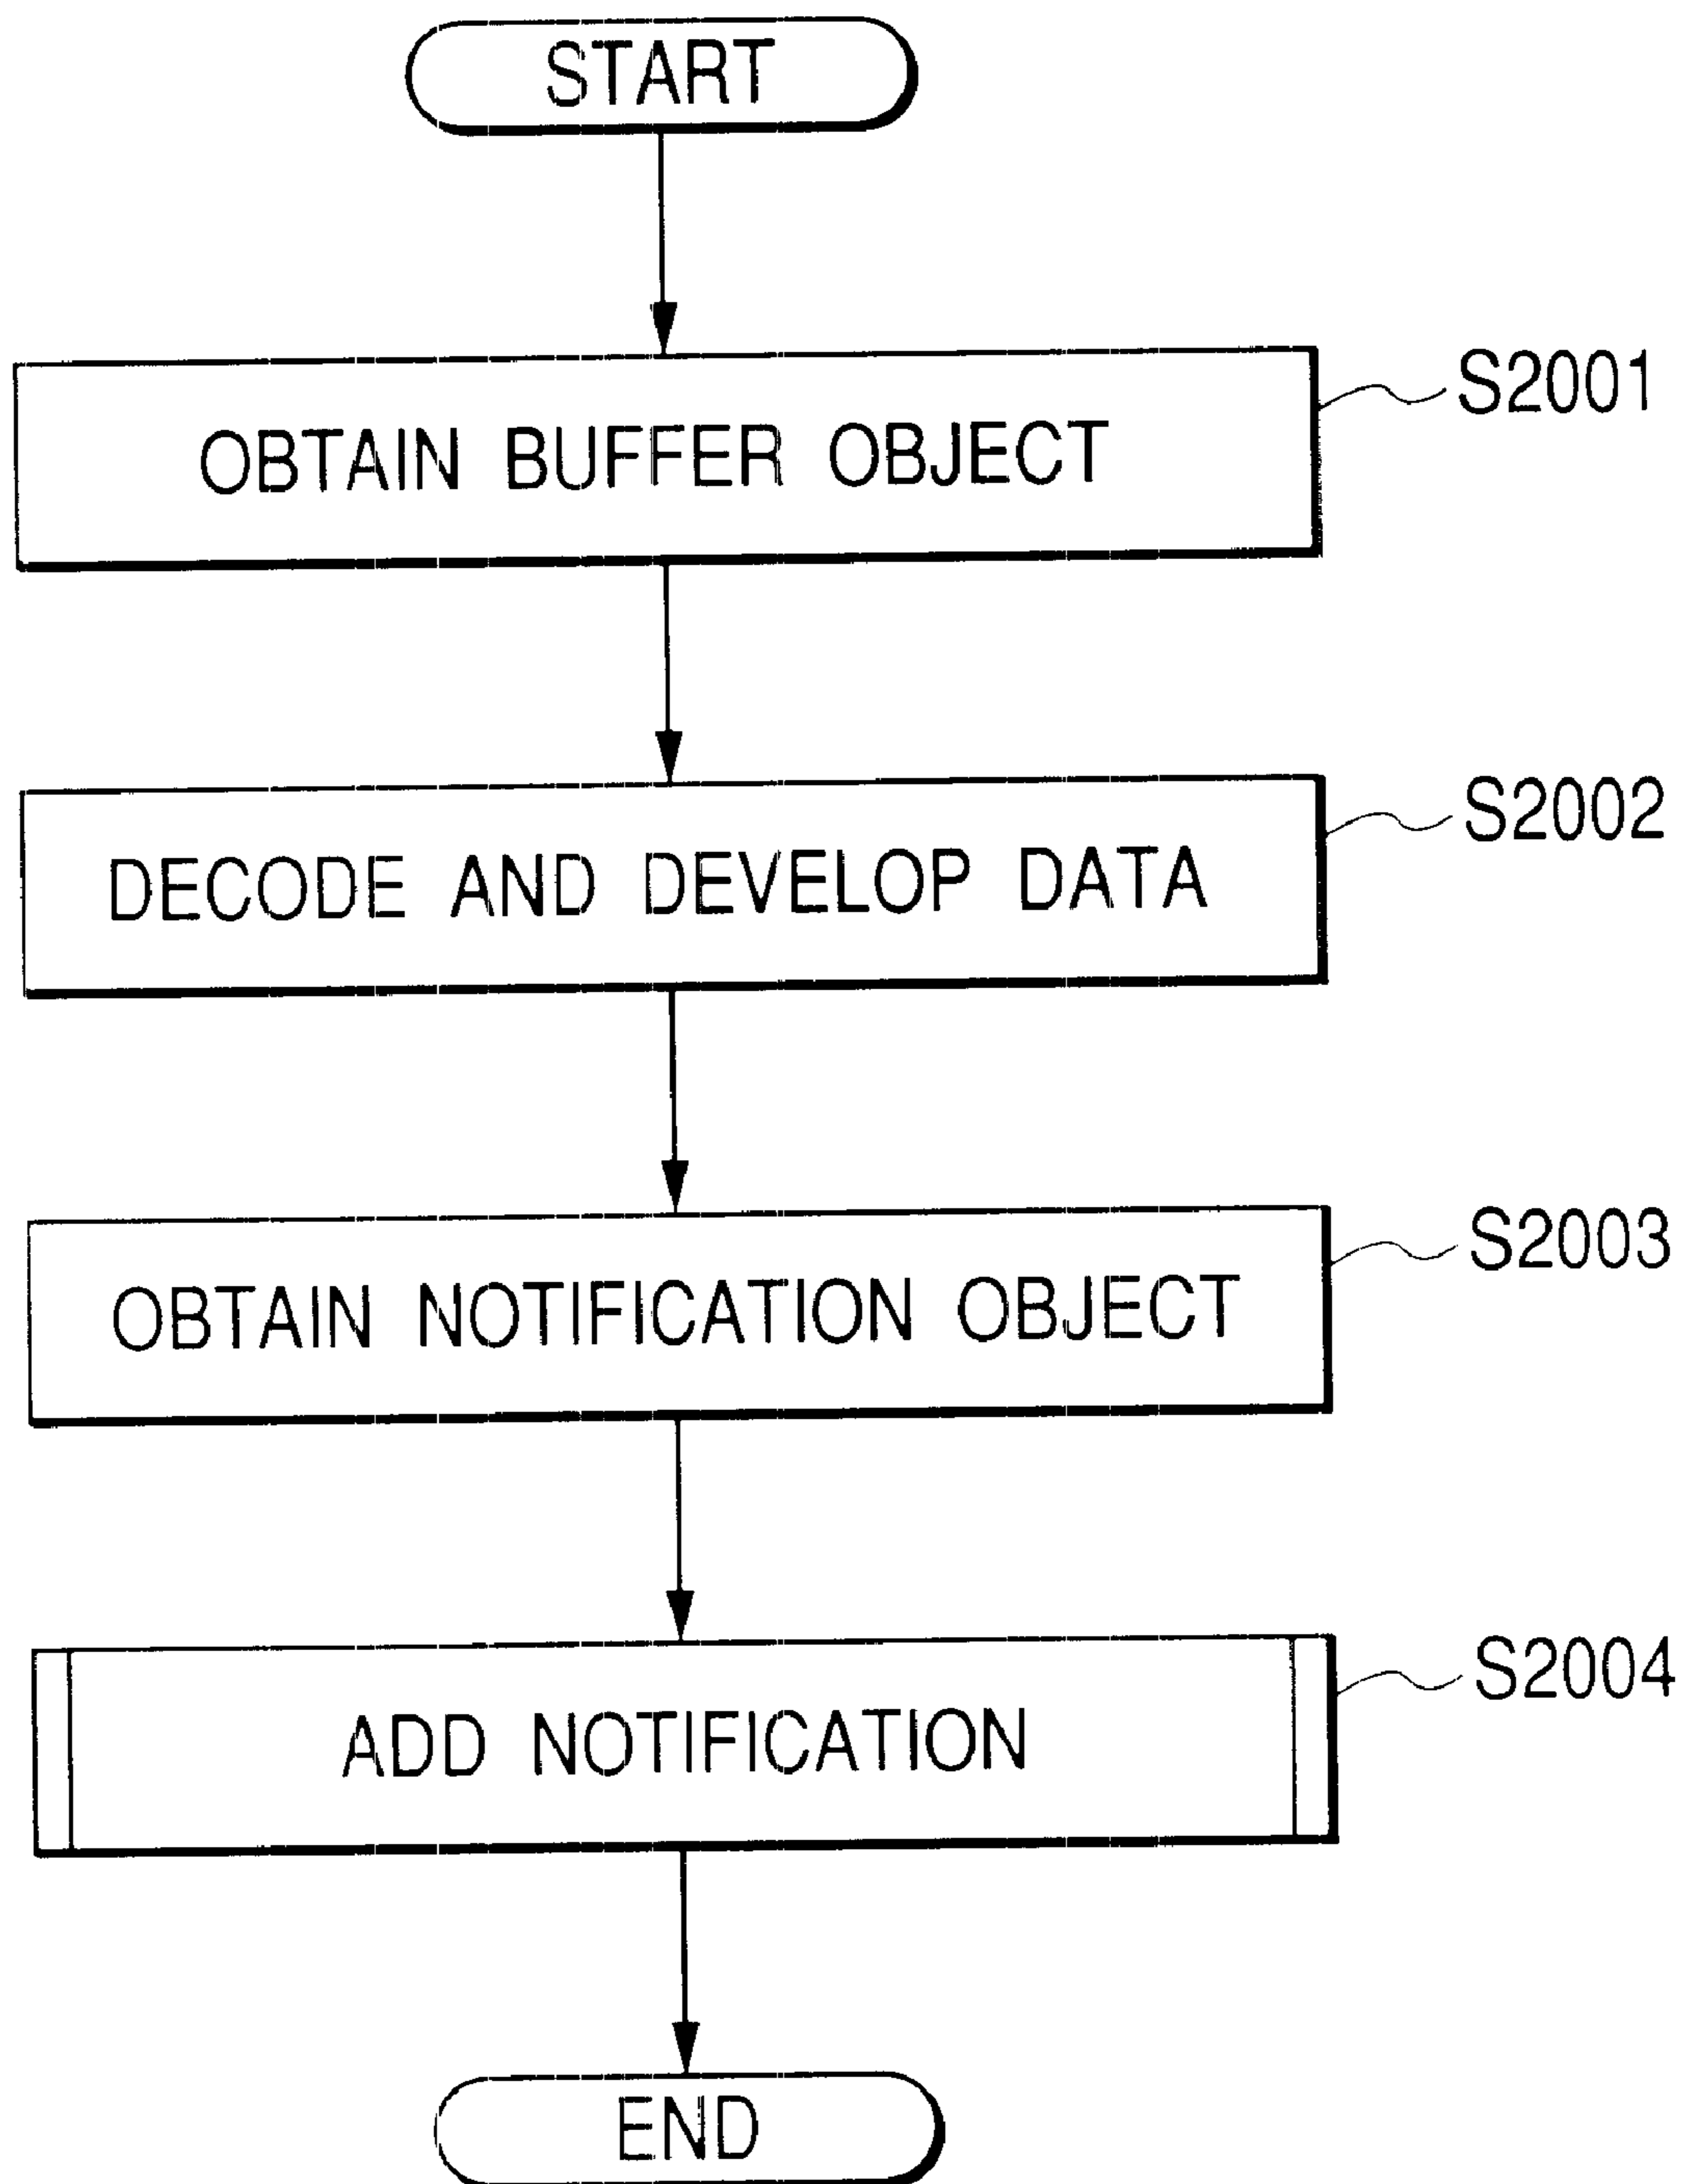 START
OBTAIN BUFFER OBJECT
S2001
DECODE AND DEVELOP DATA
S2002
OBTAIN NOTIFICATION OBJECT
S2003
ADD NOTIFICATION
S2004
END